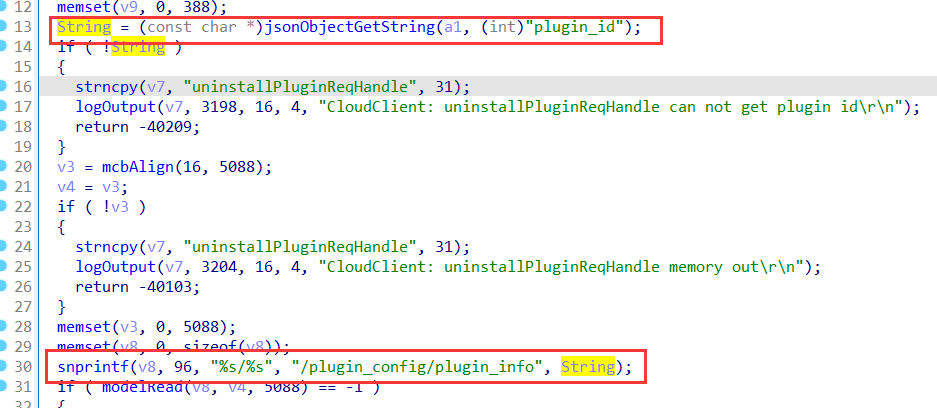 12 memset(v9, 0, 388);
13 String = (const char *)jsonObjectGetString(a1, (int)"plugin_id");
14 if ( !String )
15 {
16 strncpy(v7, "uninstallPluginReqHandle", 31);
17 logOutput(v7, 3198, 16, 4, "CloudClient: uninstallPluginReqHandle can not get plugin id\r\n");
18 return -40209;
19 }
20 v3 = mcbAlign(16, 5088);
21 v4 = v3;
22 if ( !v3 )
23 {
24 strncpy(v7, "uninstallPluginReqHandle", 31);
25 logOutput(v7, 3204, 16, 4, "CloudClient: uninstallPluginReqHandle memory out\r\n");
26 return -40103;
27 }
28 memset(v3, 0, 5088);
29 memset(v8, 0, sizeof(v8));
30 snprintf(v8, 96, "%s/%s", "/plugin_config/plugin_info", String);
31 if ( modelRead(v8, v4, 5088) == -1 )
32 {